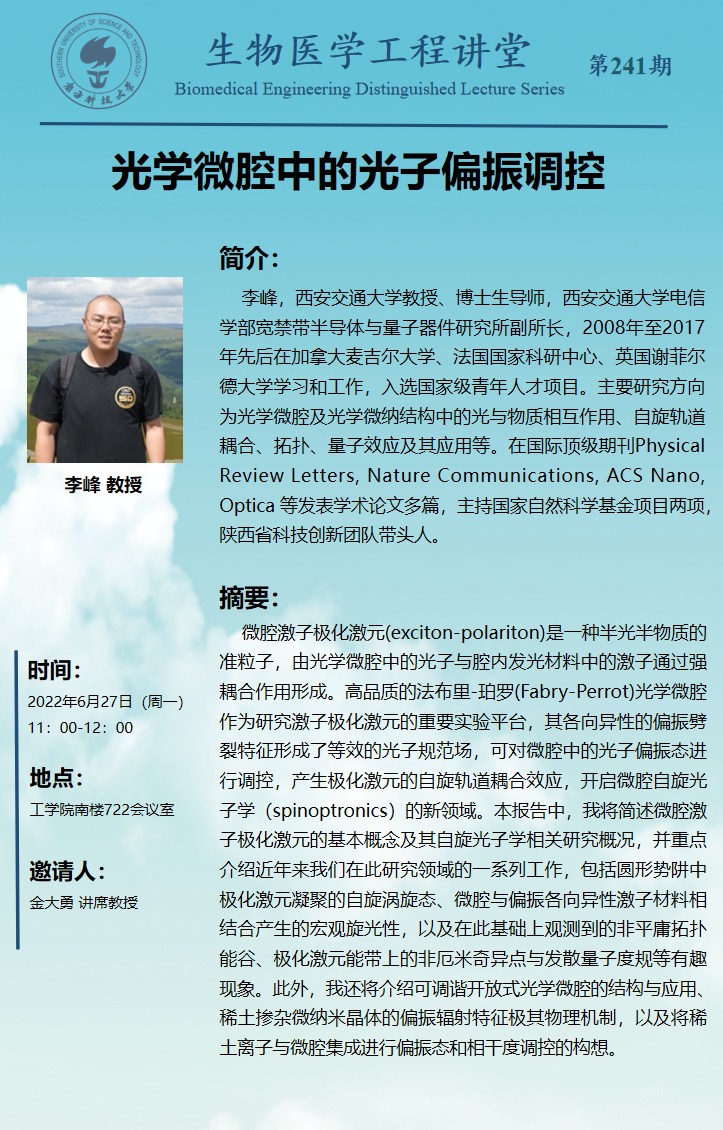 SOUTHERN UNIVERSITY OF SCIENCE AND TECHNOLOGY
南方科技大学
生物医学工程讲堂
Biomedical Engineering Distinguished Lecture Series
第241期
光学微腔中的光子偏振调控
李峰 教授
简介：
李峰，西安交通大学教授、博士生导师，西安交通大学电信
学部宽禁带半导体与量子器件研究所副所长，2008年至2017
年先后在加拿大麦吉尔大学、法国国家科研中心、英国谢菲尔
德大学学习和工作，入选国家级青年人才项目。主要研究方向
为光学微腔及光学微纳结构中的光与物质相互作用、自旋轨道
耦合、拓扑、量子效应及其应用等。在国际顶级期刊Physical
Review Letters, Nature Communications, ACS Nano,
Optica 等发表学术论文多篇，主持国家自然科学基金项目两项，
陕西省科技创新团队带头人。
时间：
2022年6月27日（周一）
11：00-12：00
地点：
工学院南楼722会议室
邀请人：
金大勇 讲席教授
摘要：
微腔激子极化激元(exciton-polariton)是一种半光半物质的
准粒子，由光学微腔中的光子与腔内发光材料中的激子通过强
耦合作用形成。高品质的法布里-珀罗(Fabry-Perrot)光学微腔
作为研究激子极化激元的重要实验平台，其各向异性的偏振劈
裂特征形成了等效的光子规范场，可对微腔中的光子偏振态进
行调控，产生极化激元的自旋轨道耦合效应，开启微腔自旋光
子学（spinoptronics）的新领域。本报告中，我将简述微腔激
子极化激元的基本概念及其自旋光子学相关研究概况，并重点
介绍近年来我们在此研究领域的一系列工作，包括圆形势阱中
极化激元凝聚的自旋涡旋态、微腔与偏振各向异性激子材料相
结合产生的宏观旋光性，以及在此基础上观测到的非平庸拓扑
能谷、极化激元能带上的非厄米奇异点与发散量子度规等有趣
现象。此外，我还将介绍可调谐开放式光学微腔的结构与应用、
稀土掺杂微纳米晶体的偏振辐射特征极其物理机制，以及将稀
土离子与微腔集成进行偏振态和相干度调控的构想。